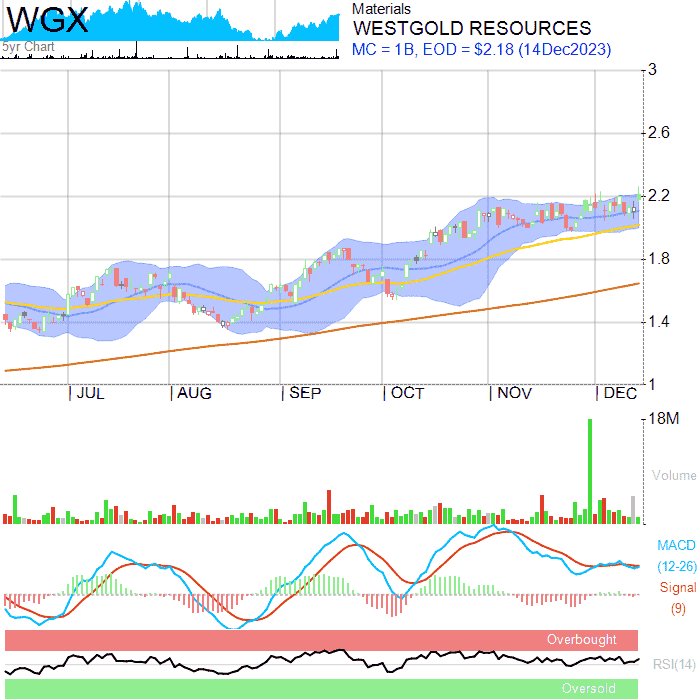 WGX
5yr Chart
Materials
WESTGOLD RESOURCES
MC = 1B, EOD = $2.18 (14Dec2023)
3
2.6
2.2
1.8
1.4
1
JUL AUG SEP OCT NOV DEC
18M
Volume
MACD
(12-26)
Signal
(9)
Overbought
RSI(14)
Oversold